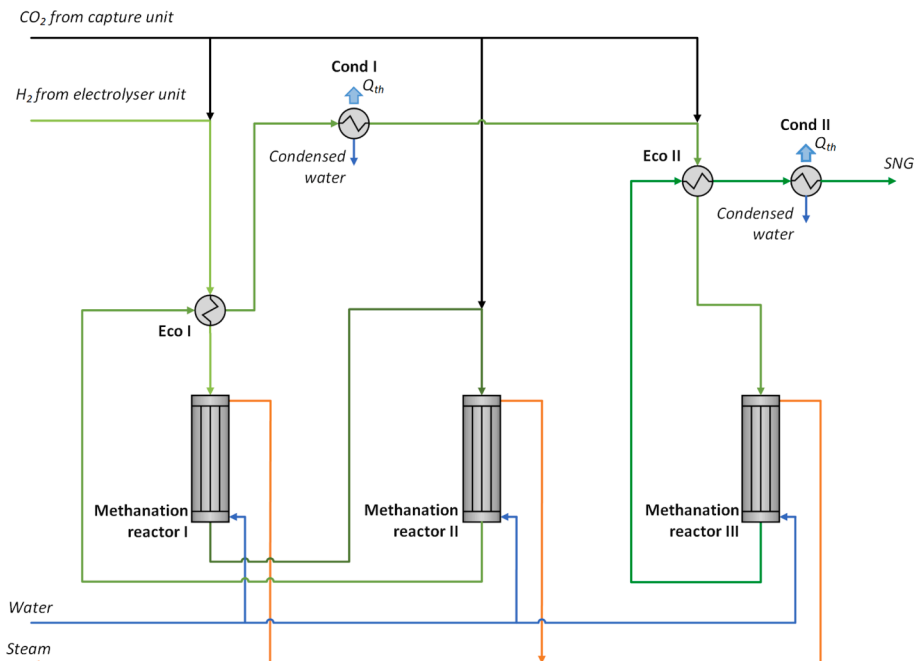 CO₂ from capture unit
H₂ from electrolyser unit
Cond I
Qth
Condensed
water
Cond II
Qth
Eco II
SNG
Condensed
water
Eco I
Methanation
reactor I
Methanation
reactor II
Methanation
reactor III
Water
Steam